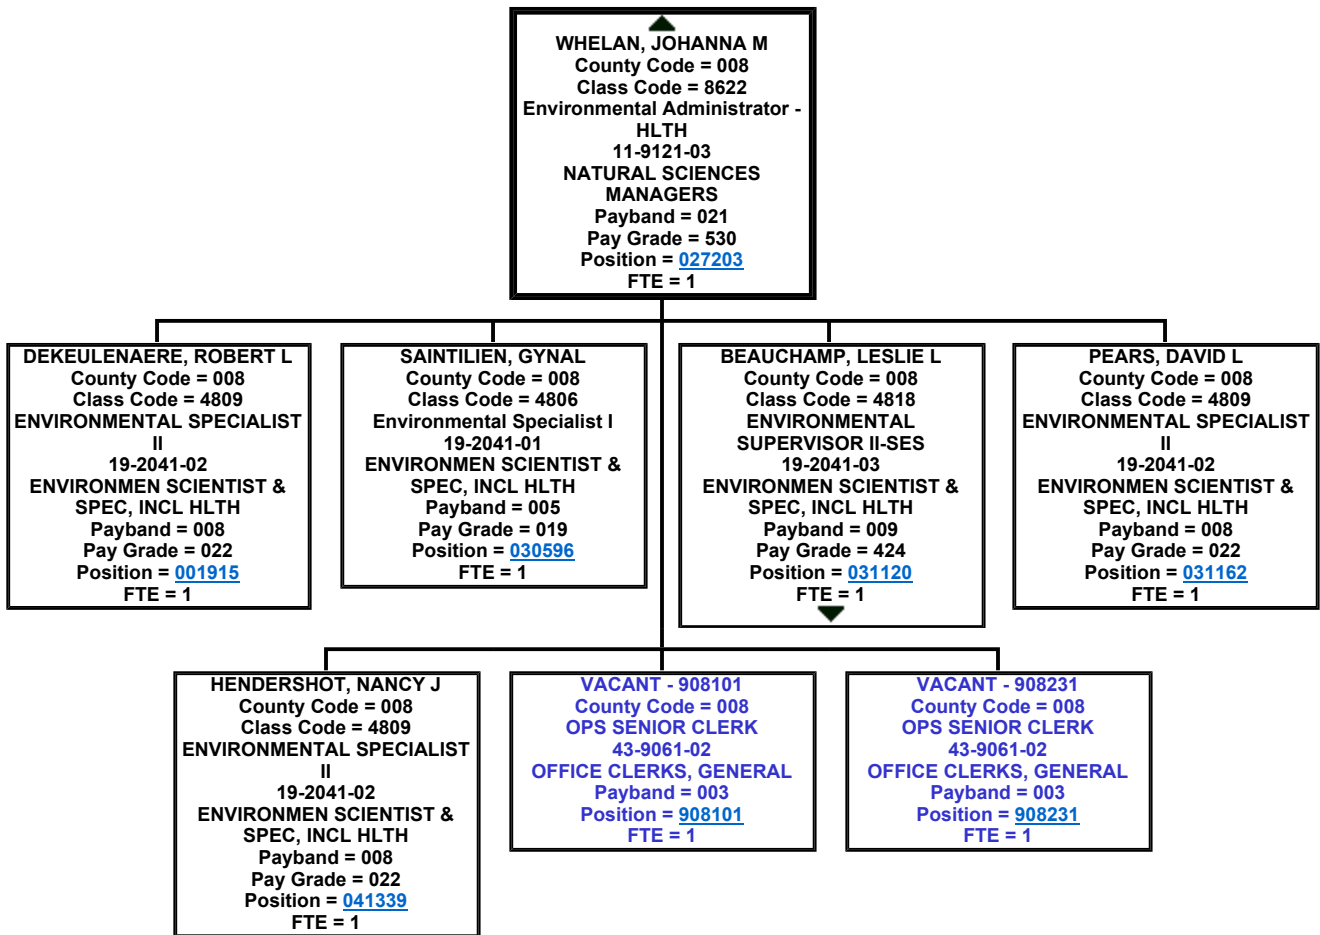 WHELAN, JOHANNA M
County Code = 008
Class Code = 8622
Environmental Administrator -
HLTH
11-9121-03
NATURAL SCIENCES
MANAGERS
Payband = 021
Pay Grade = 530
Position = 027203
FTE = 1
DEKEULENAERE, ROBERT L
County Code = 008
Class Code = 4809
ENVIRONMENTAL SPECIALIST
II
19-2041-02
ENVIRONMEN SCIENTIST &
SPEC, INCL HLTH
Payband = 008
Pay Grade = 022
Position = 001915
FTE = 1
SAINTILIEN, GYNAL
County Code = 008
Class Code = 4806
Environmental Specialist I
19-2041-01
ENVIRONMEN SCIENTIST &
SPEC, INCL HLTH
Payband = 005
Pay Grade = 019
Position = 030596
FTE = 1
BEAUCHAMP, LESLIE L
County Code = 008
Class Code = 4818
ENVIRONMENTAL
SUPERVISOR II-SES
19-2041-03
ENVIRONMEN SCIENTIST &
SPEC, INCL HLTH
Payband = 009
Pay Grade = 424
Position = 031120
FTE = 1
PEARS, DAVID L
County Code = 008
Class Code = 4809
ENVIRONMENTAL SPECIALIST
II
19-2041-02
ENVIRONMEN SCIENTIST &
SPEC, INCL HLTH
Payband = 008
Pay Grade = 022
Position = 031162
FTE = 1
HENDERSHOT, NANCY J
County Code = 008
Class Code = 4809
ENVIRONMENTAL SPECIALIST
II
19-2041-02
ENVIRONMEN SCIENTIST &
SPEC, INCL HLTH
Payband = 008
Pay Grade = 022
Position = 041339
FTE = 1
VACANT - 908101
County Code = 008
OPS SENIOR CLERK
43-9061-02
OFFICE CLERKS, GENERAL
Payband = 003
Position = 908101
FTE = 1
VACANT - 908231
County Code = 008
OPS SENIOR CLERK
43-9061-02
OFFICE CLERKS, GENERAL
Payband = 003
Position = 908231
FTE = 1